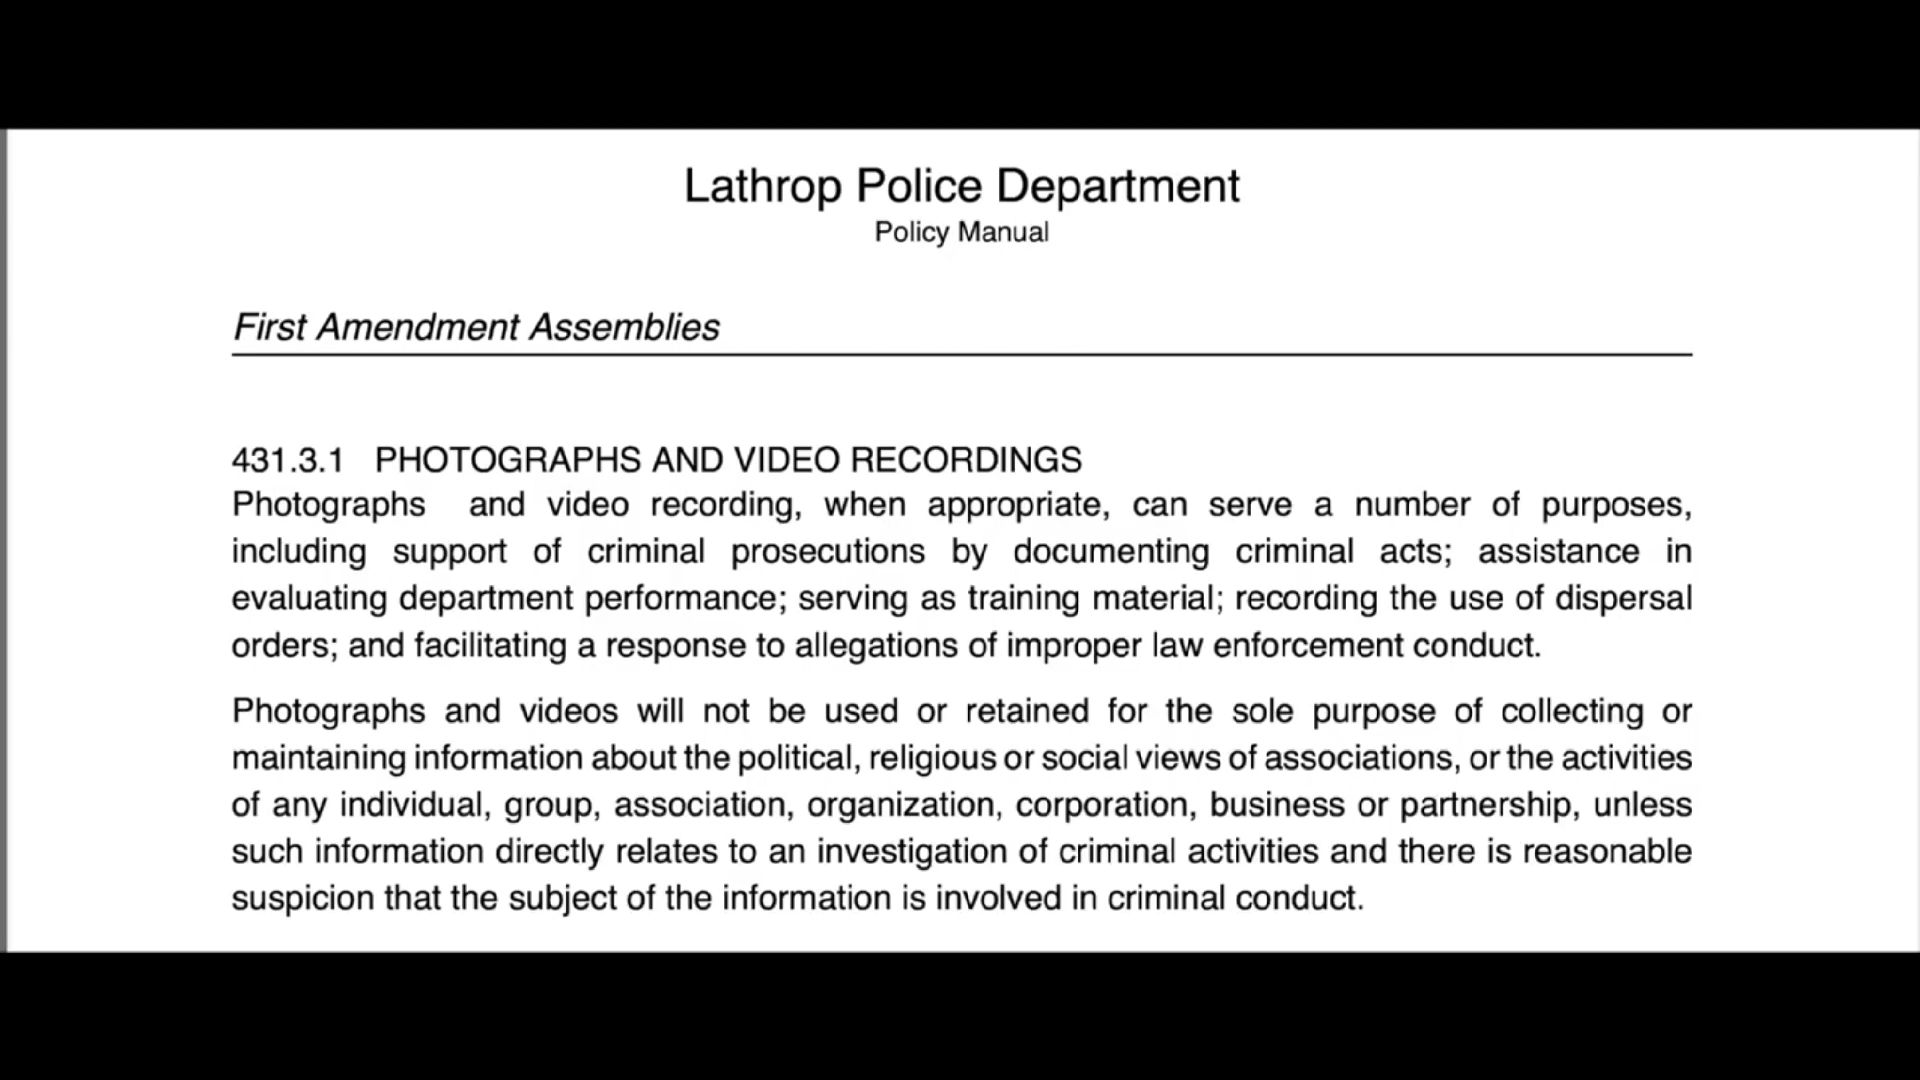 Lathrop Police Department
Policy Manual
First Amendment Assemblies
431.3.1 PHOTOGRAPHS AND VIDEO RECORDINGS
Photographs and video recording, when appropriate, can serve a number of purposes,
including support of criminal prosecutions by documenting criminal acts; assistance in
evaluating department performance; serving as training material; recording the use of dispersal
orders; and facilitating a response to allegations of improper law enforcement conduct.
Photographs and videos will not be used or retained for the sole purpose of collecting or
maintaining information about the political, religious or social views of associations, or the activities
of any individual, group, association, organization, corporation, business or partnership, unless
such information directly relates to an investigation of criminal activities and there is reasonable
suspicion that the subject of the information is involved in criminal conduct.